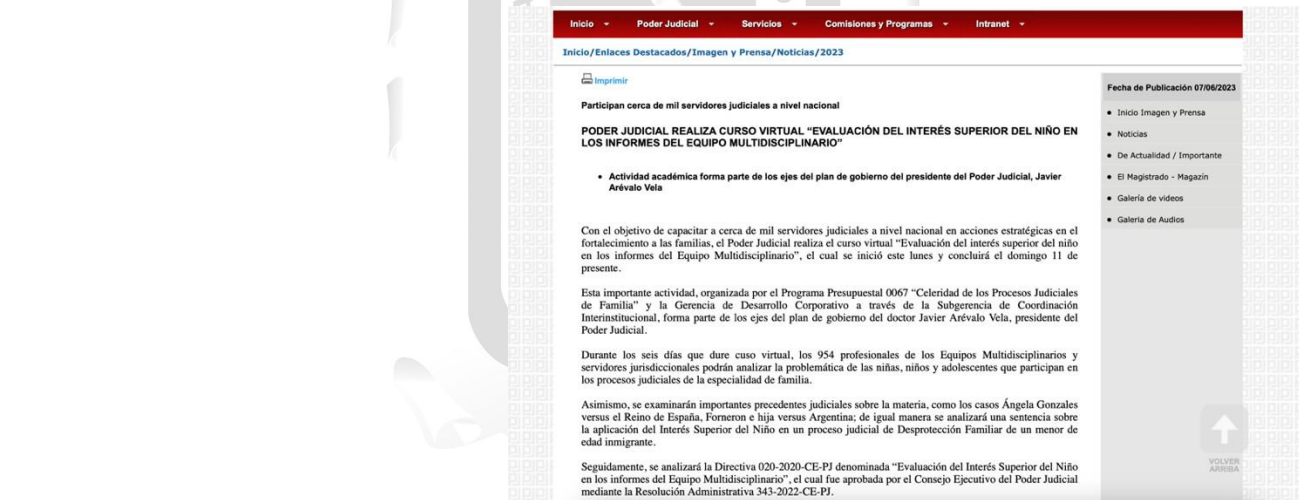 Inicio Poder Judicial Servicios Comisiones y Programas Intranet
Inicio/Enlaces Destacados/Imagen y Prensa/Noticias/2023
Imprimir
Participan cerca de mil servidores judiciales a nivel nacional
PODER JUDICIAL REALIZA CURSO VIRTUAL “EVALUACIÓN DEL INTERÉS SUPERIOR DEL NIÑO EN
LOS INFORMES DEL EQUIPO MULTIDISCIPLINARIO”
• Actividad académica forma parte de los ejes del plan de gobierno del presidente del Poder Judicial, Javier
Arévalo Vela
Con el objetivo de capacitar a cerca de mil servidores judiciales a nivel nacional en acciones estratégicas en el
fortalecimiento a las familias, el Poder Judicial realiza el curso virtual “Evaluación del interés superior del niño
en los informes del Equipo Multidisciplinario”, el cual se inició este lunes y concluirá el domingo 11 de
presente.
Esta importante actividad, organizada por el Programa Presupuestal 0067 “Celeridad de los Procesos Judiciales
de Familia” y la Gerencia de Desarrollo Corporativo a través de la Subgerencia de Coordinación
Interinstitucional, forma parte de los ejes del plan de gobierno del doctor Javier Arévalo Vela, presidente del
Poder Judicial.
Durante los seis días que dure cuso virtual, los 954 profesionales de los Equipos Multidisciplinarios y
servidores jurisdiccionales podrán analizar la problemática de las niñas, niños y adolescentes que participan en
los procesos judiciales de la especialidad de familia.
Asimismo, se examinarán importantes precedentes judiciales sobre la materia, como los casos Ángela Gonzales
versus el Reino de España, Forneron e hija versus Argentina; de igual manera se analizará una sentencia sobre
la aplicación del Interés Superior del Niño en un proceso judicial de Desprotección Familiar de un menor de
edad inmigrante.
Seguidamente, se analizará la Directiva 020-2020-CE-PJ denominada “Evaluación del Interés Superior del Niño
en los informes del Equipo Multidisciplinario”, el cual fue aprobada por el Consejo Ejecutivo del Poder Judicial
mediante la Resolución Administrativa 343-2022-CE-PJ.
Fecha de Publicación 07/06/2023
• Inicio Imagen y Prensa
• Noticias
• De Actualidad / Importante
• El Magistrado - Magazín
• Galería de videos
• Galeria de Audios
VOLVER
ARRIBA